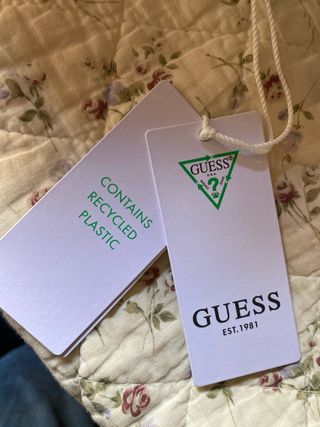 CONTAINS
RECYCLED
PLASTIC
GUESS®
?
GUESS
EST.1981